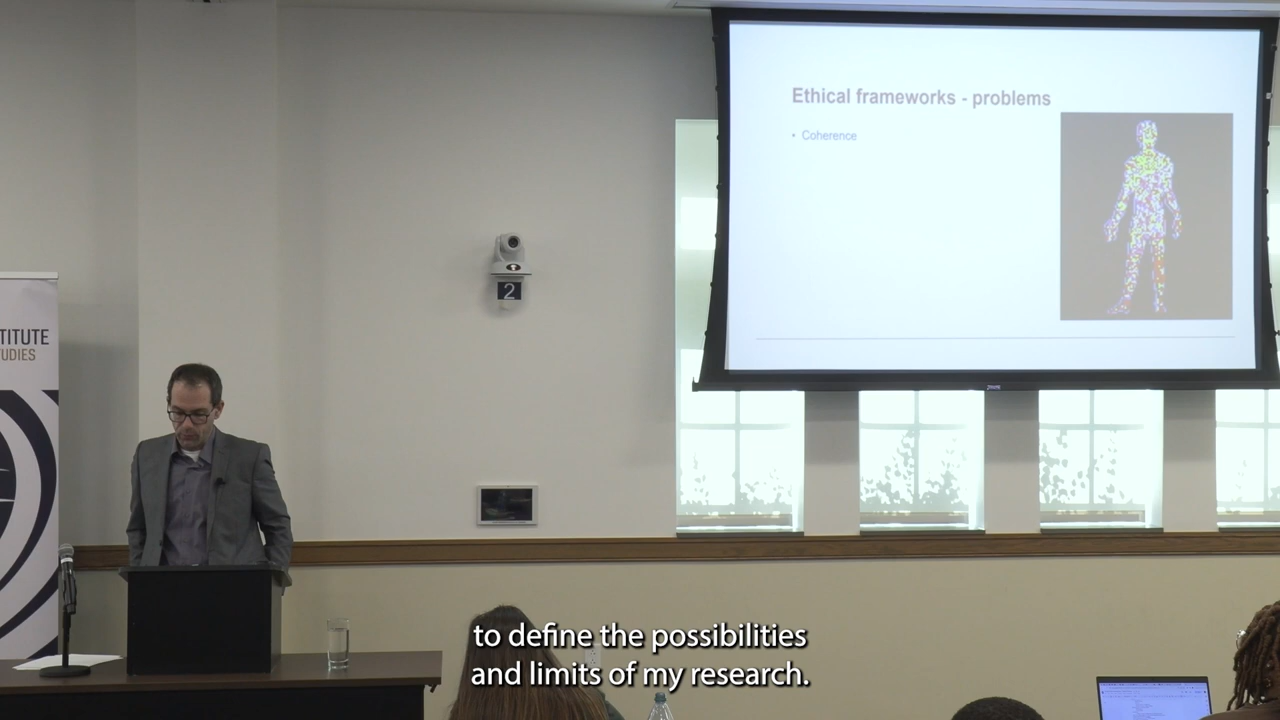 Ethical frameworks - problems
• Coherence
2
TITUTE
UDIES
to define the possibilities
and limits of my research.